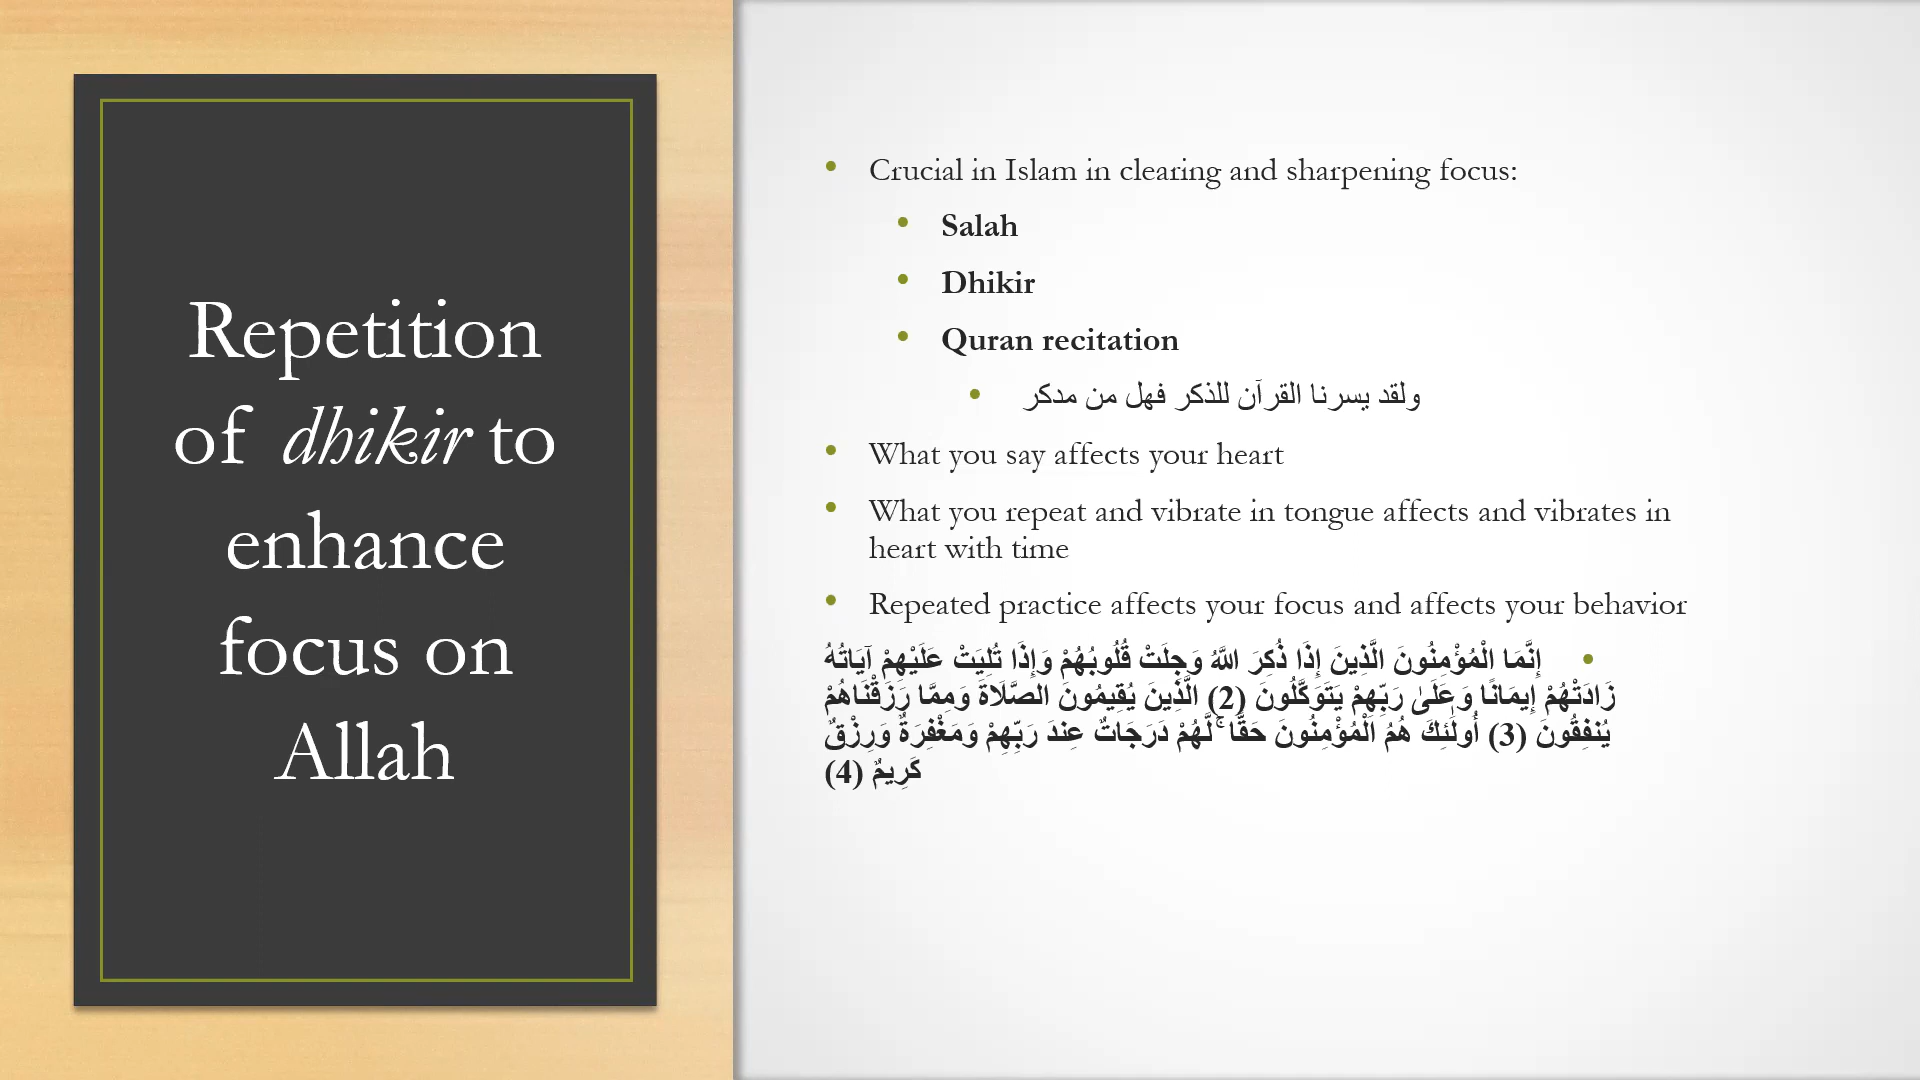 Repetition
of dhikir to
enhance
focus on
Allah
• Crucial in Islam in clearing and sharpening focus:
• Salah
• Dhikir
• Quran recitation
• ولقد يسرنا القرآن للذكر فهل من مدكر
• What you say affects your heart
• What you repeat and vibrate in tongue affects and vibrates in
heart with time
• Repeated practice affects your focus and affects your behavior
• إِنَّمَا الْمُؤْمِنُونَ الَّذِينَ إِذَا ذُكِرَ اللَّهُ وَجِلَتْ قُلُوبُهُمْ وَإِذَا تُلِيَتْ عَلَيْهِمْ آيَاتُهُ
زَادَتْهُمْ إِيمَانًا وَعَلَىٰ رَبِّهِمْ يَتَوَكَّلُونَ (2) الَّذِينَ يُقِيمُونَ الصَّلَاةَ وَمِمَّا رَزَقْنَاهُمْ
يُنفِقُونَ (3) أُولَٰئِكَ هُمُ الْمُؤْمِنُونَ حَقًّا ۚ لَّهُمْ دَرَجَاتٌ عِندَ رَبِّهِمْ وَمَغْفِرَةٌ وَرِزْقٌ
كَرِيمٌ (4)